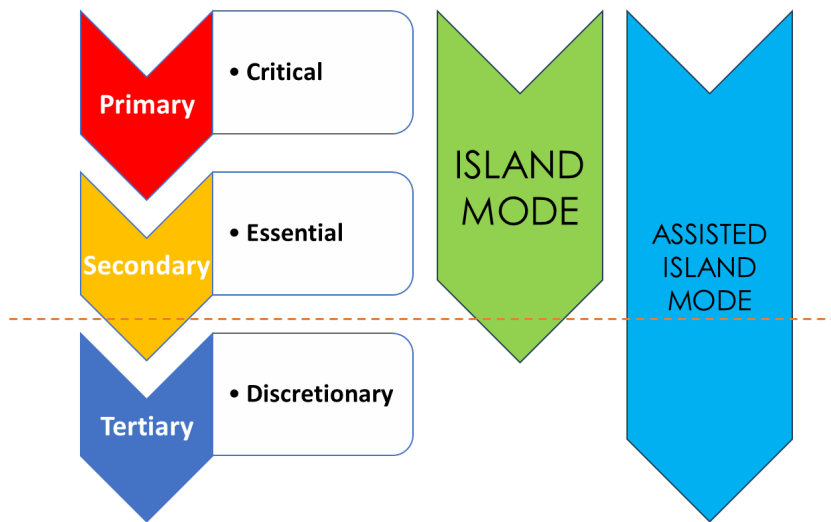 Primary
• Critical
Secondary
• Essential
Tertiary
• Discretionary
ISLAND
MODE
ASSISTED
ISLAND
MODE